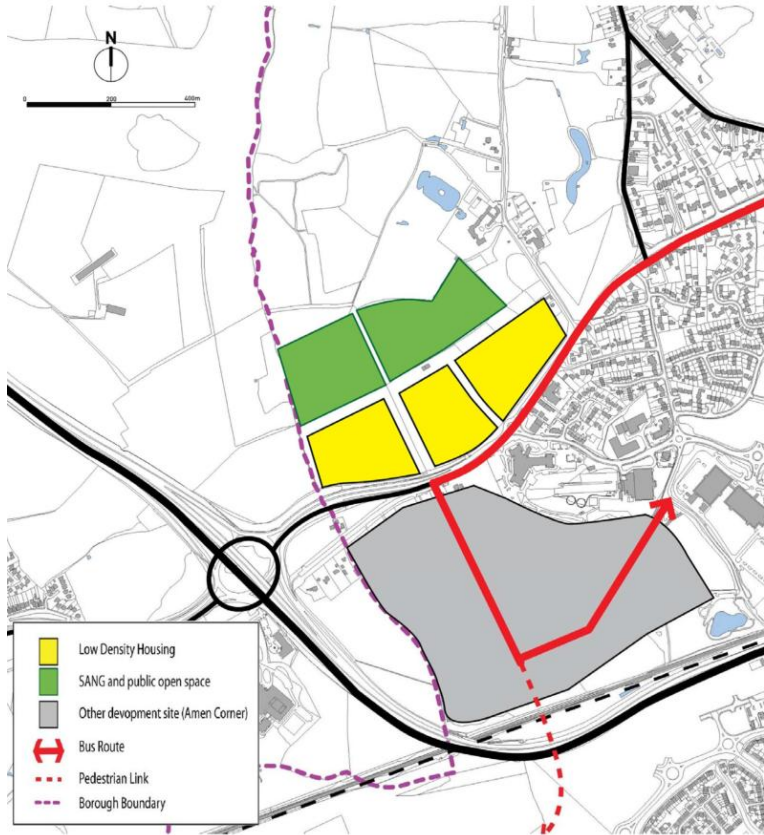 N
0 200 400m
Low Density Housing
SANG and public open space
Other devopment site (Amen Corner)
Bus Route
Pedestrian Link
Borough Boundary